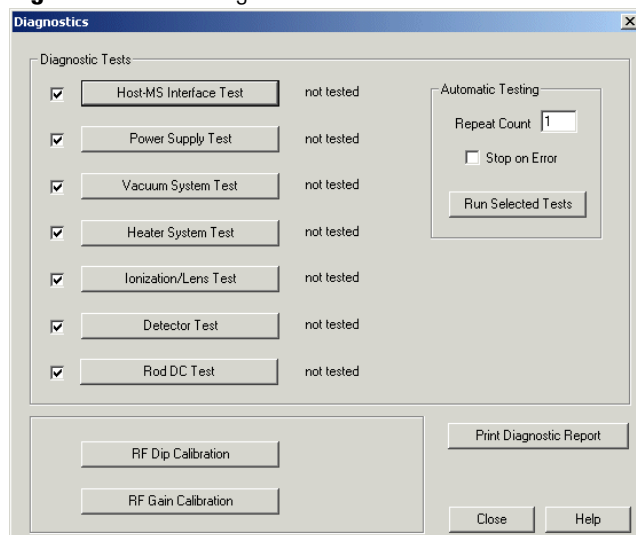 Diagnostics
Diagnostic Tests
Host-MS Interface Test not tested
Power Supply Test not tested
Vacuum System Test not tested
Heater System Test not tested
Ionization/Lens Test not tested
Detector Test not tested
Rod DC Test not tested
Automatic Testing
Repeat Count 1
Stop on Error
Run Selected Tests
RF Dip Calibration
RF Gain Calibration
Print Diagnostic Report
Close Help